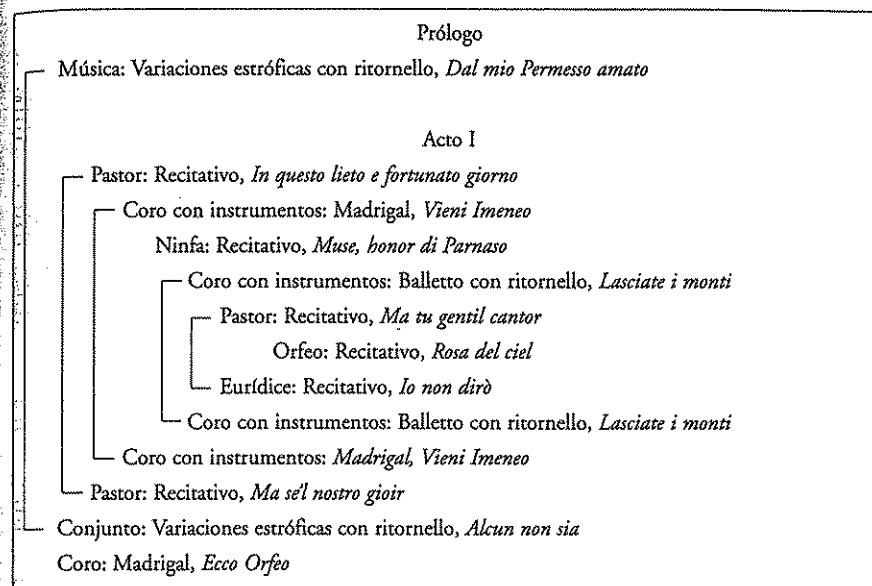 Prólogo
Música: Variaciones estróficas con ritornello, Dal mio Permesso amato
Acto I
Pastor: Recitativo, In questo lieto e fortunato giorno
Coro con instrumentos: Madrigal, Vieni Imeneo
Ninfa: Recitativo, Muse, honor di Parnaso
Coro con instrumentos: Balletto con ritornello, Lasciate i monti
Pastor: Recitativo, Ma tu gentil cantor
Orfeo: Recitativo, Rosa del ciel
Eurídice: Recitativo, Io non dirò
Coro con instrumentos: Balletto con ritornello, Lasciate i monti
Coro con instrumentos: Madrigal, Vieni Imeneo
Pastor: Recitativo, Ma se'l nostro gioir
Conjunto: Variaciones estróficas con ritornello, Alcun non sia
Coro: Madrigal, Ecco Orfeo